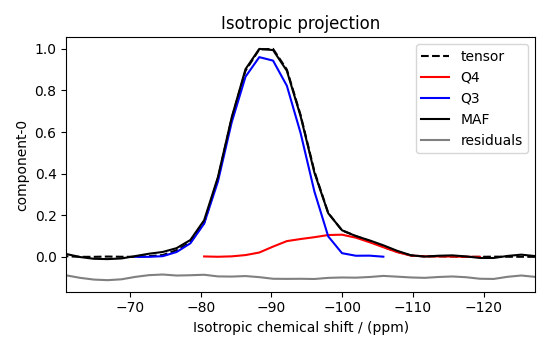 Isotropic projection
component-0
1.0
0.8
0.6
0.4
0.2
0.0
tensor
Q4
Q3
MAF
residuals
−70 −80 −90 −100 −110 −120
Isotropic chemical shift / (ppm)